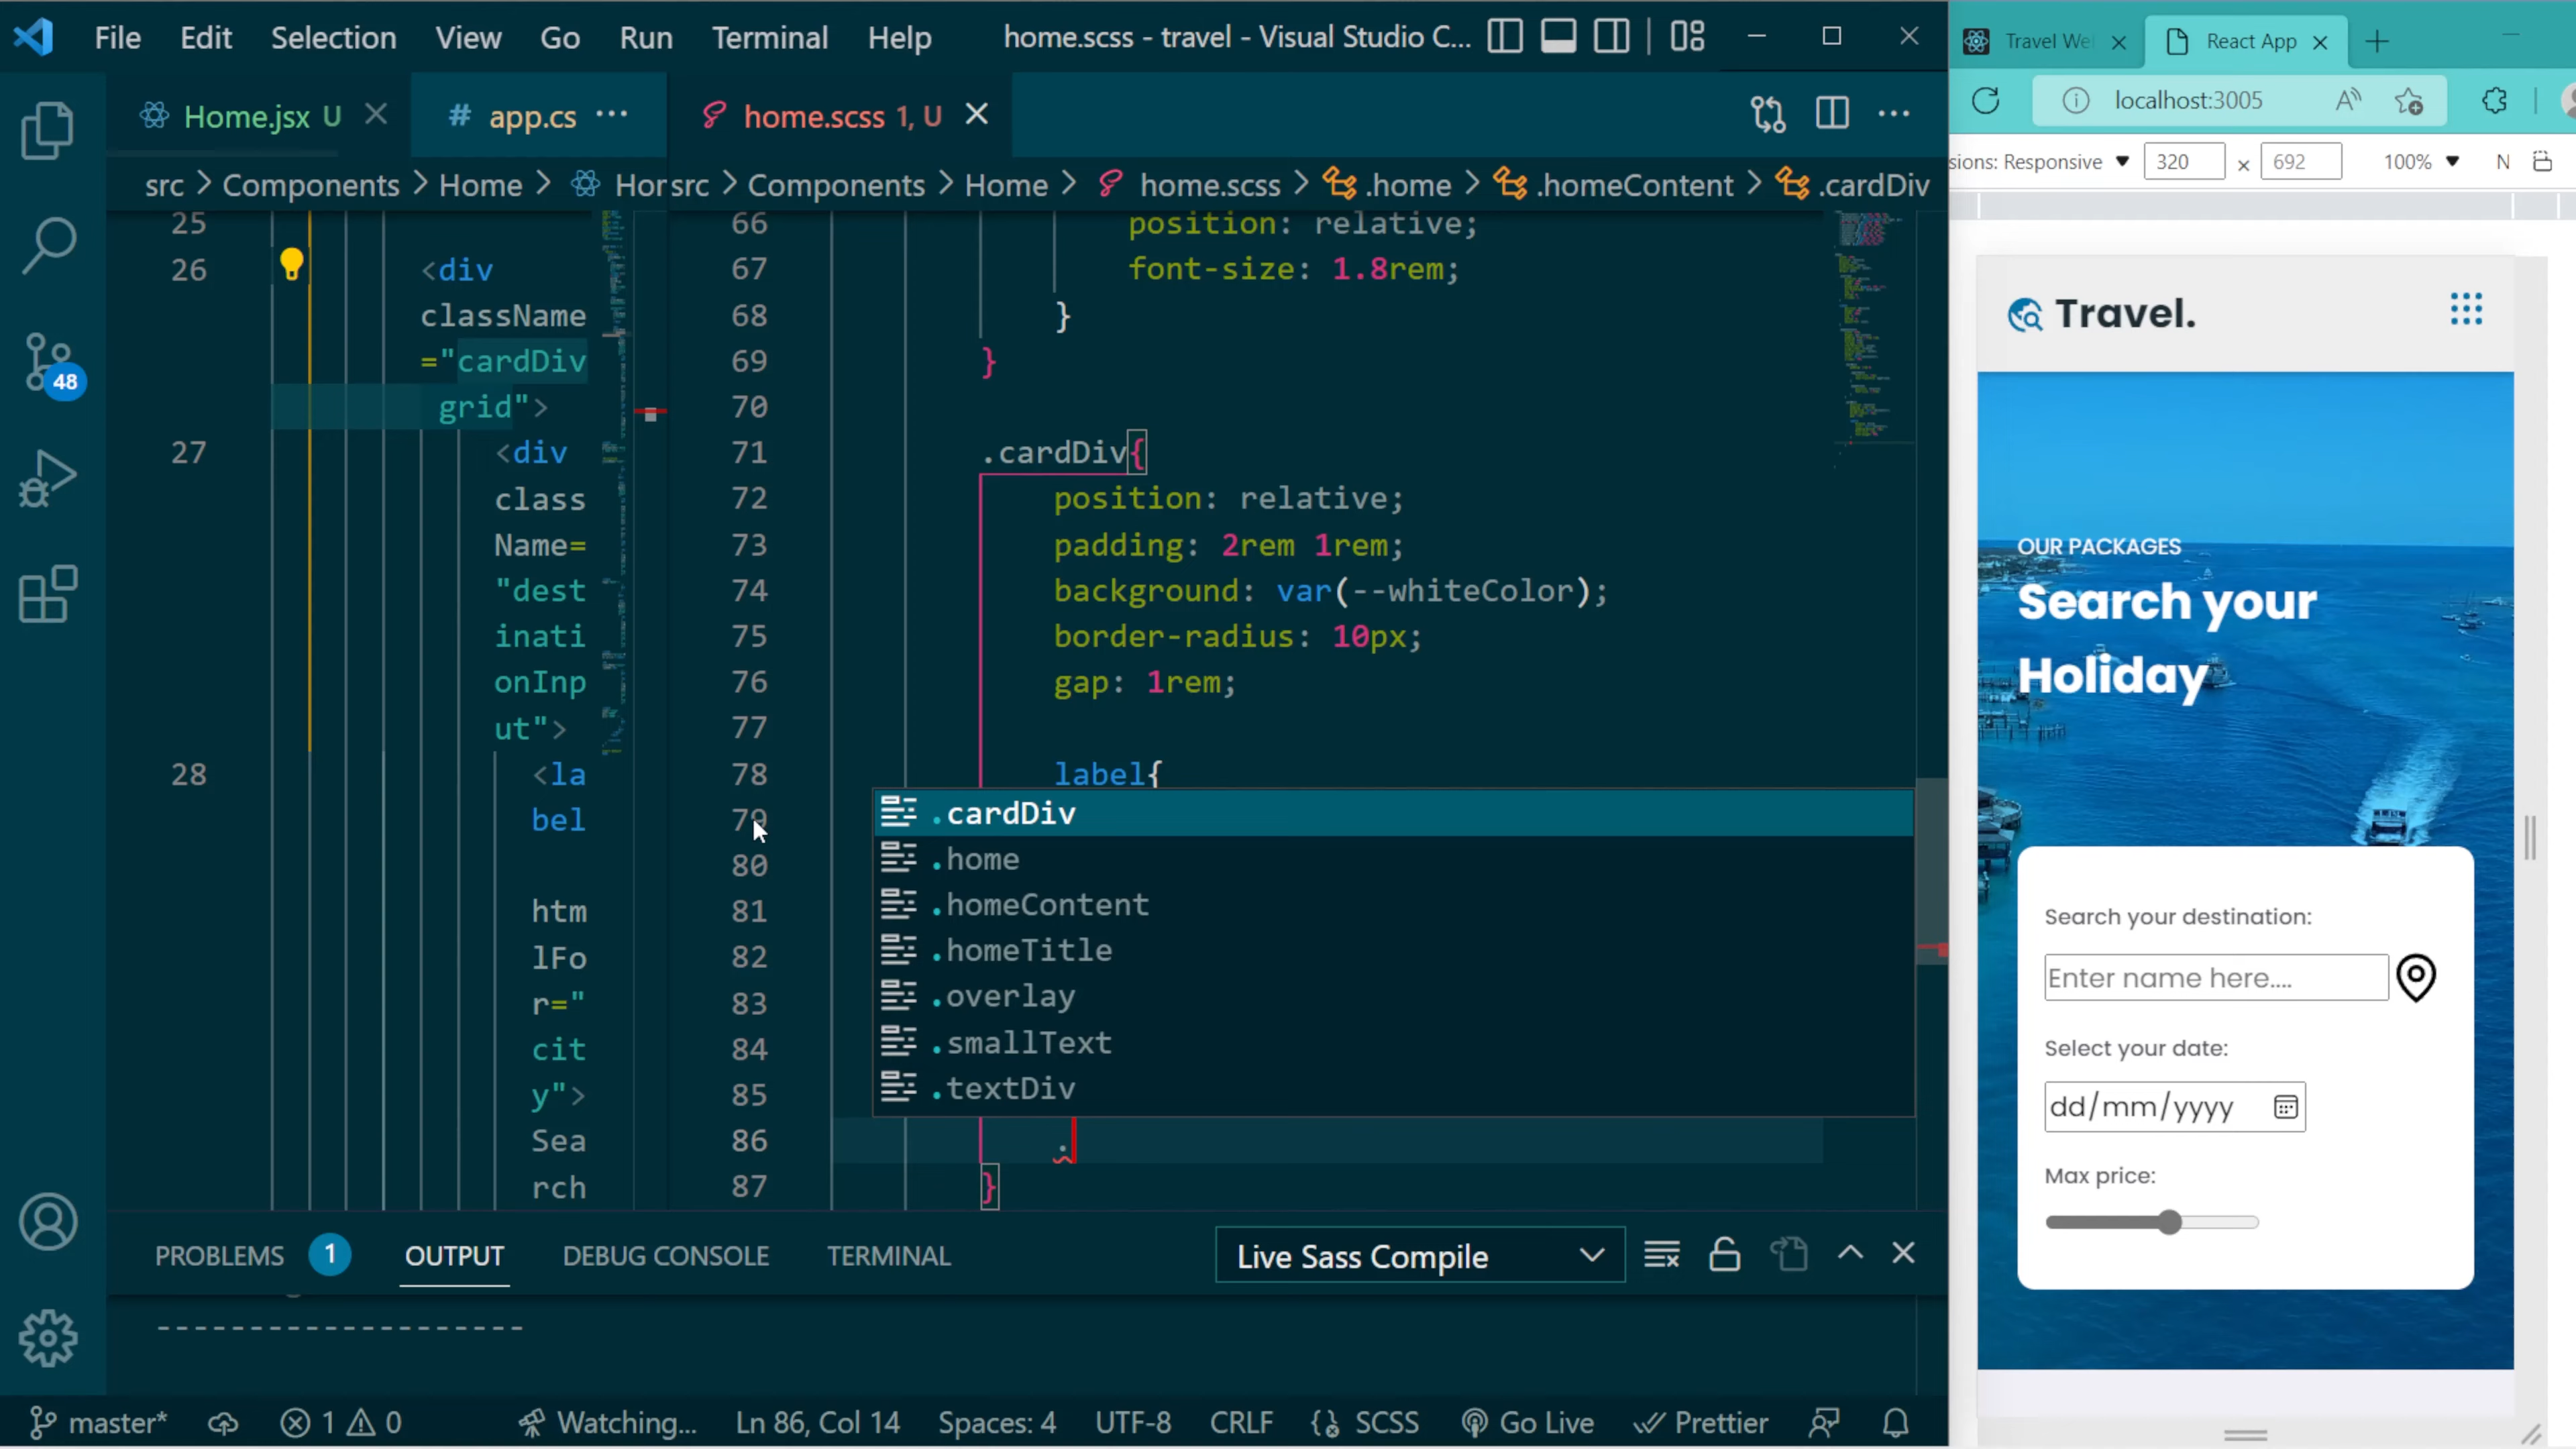 File Edit Selection View Go Run Terminal Help home.scss - travel - Visual Studio C...
Home.jsx U
# app.cs ...
home.scss 1, U
src > Components > Home > Hor
src > Components > Home > home.scss > .home > .homeContent > .cardDiv
25
26 <div
className
="cardDiv
grid">
27 <div
class
Name=
"dest
inati
onInp
ut">
28 <la
bel
htm
lFo
r="
cit
y">
Sea
rch
66 position: relative;
67 font-size: 1.8rem;
68 }
69 }
70
71 .cardDiv{
72 position: relative;
73 padding: 2rem 1rem;
74 background: var(--whiteColor);
75 border-radius: 10px;
76 gap: 1rem;
77
78 label{
79
80
81
82
83
84
85
86 .
87 }
.cardDiv
.home
.homeContent
.homeTitle
.overlay
.smallText
.textDiv
48
PROBLEMS 1 OUTPUT DEBUG CONSOLE TERMINAL
Live Sass Compile
--------------------
master* 1 0 Watching... Ln 86, Col 14 Spaces: 4 UTF-8 CRLF SCSS Go Live Prettier
Travel We
React App
localhost:3005
sions: Responsive 320 × 692 100% N
Travel.
OUR PACKAGES
Search your
Holiday
Search your destination:
Enter name here....
Select your date:
dd/mm/yyyy
Max price: